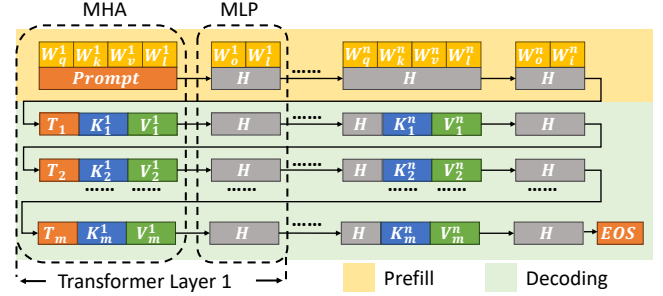 MHA MLP
W_q^1 W_k^1 W_v^1 W_l^1 W_o^1 W_i^1 ...... W_q^n W_k^n W_v^n W_l^n W_o^n W_i^n
Prompt H H H
T_1 K_1^1 V_1^1 H ...... H K_1^n V_1^n H
T_2 K_2^1 V_2^1 H H K_2^n V_2^n H
...... ...... ...... ...... ...... ......
T_m K_m^1 V_m^1 H ...... H K_m^n V_m^n H EOS
Transformer Layer 1 Prefill Decoding